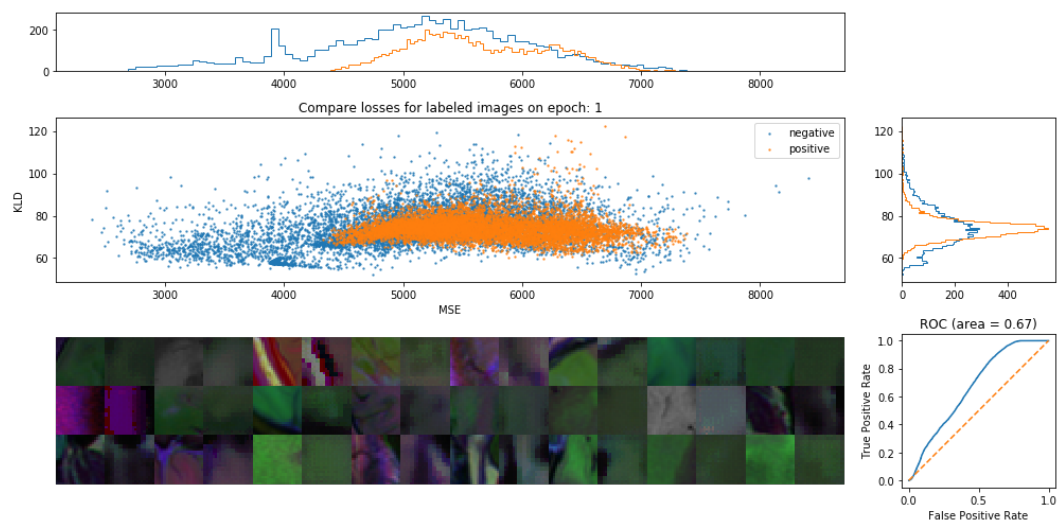 200
0
3000 4000 5000 6000 7000 8000
Compare losses for labeled images on epoch: 1
negative
positive
KLD
120
100
80
60
3000 4000 5000 6000 7000 8000
MSE
120
100
80
60
0 200 400
ROC (area = 0.67)
True Positive Rate
1.0
0.8
0.6
0.4
0.2
0.0
0.0 0.5 1.0
False Positive Rate